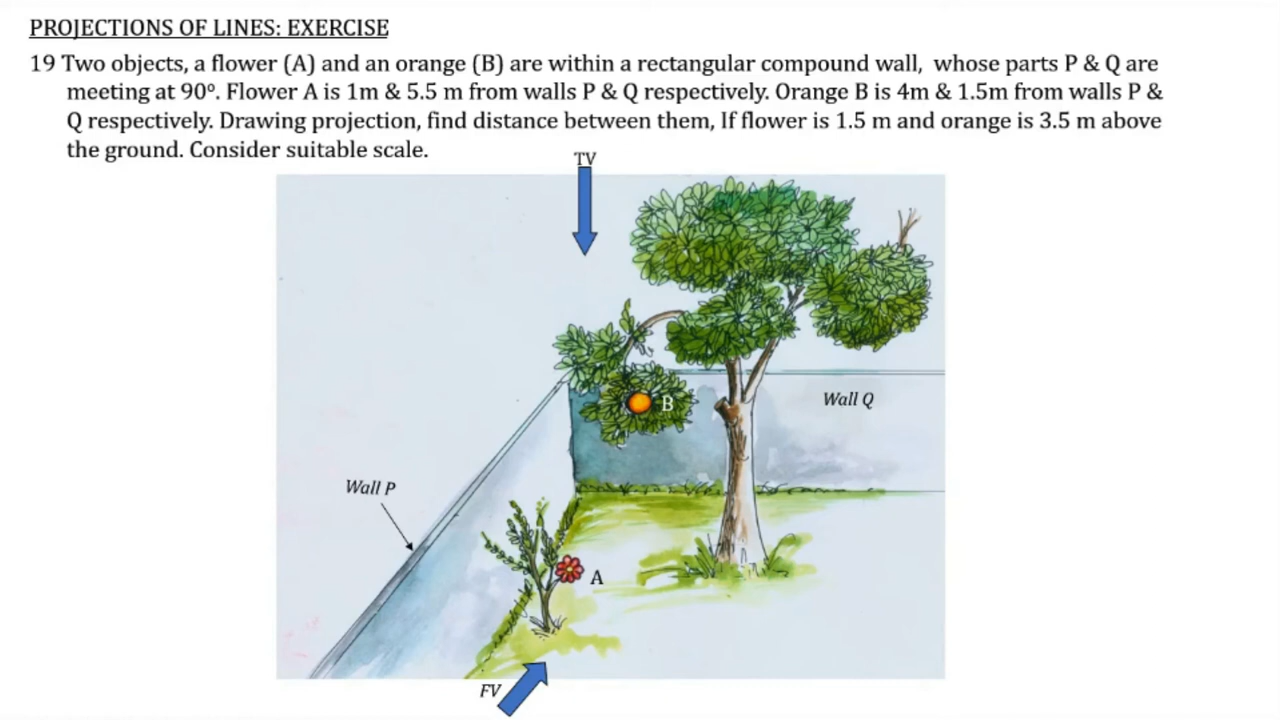 PROJECTIONS OF LINES: EXERCISE
19 Two objects, a flower (A) and an orange (B) are within a rectangular compound wall, whose parts P & Q are
meeting at 90°. Flower A is 1m & 5.5 m from walls P & Q respectively. Orange B is 4m & 1.5m from walls P &
Q respectively. Drawing projection, find distance between them, If flower is 1.5 m and orange is 3.5 m above
the ground. Consider suitable scale.
TV
B
Wall Q
Wall P
A
FV